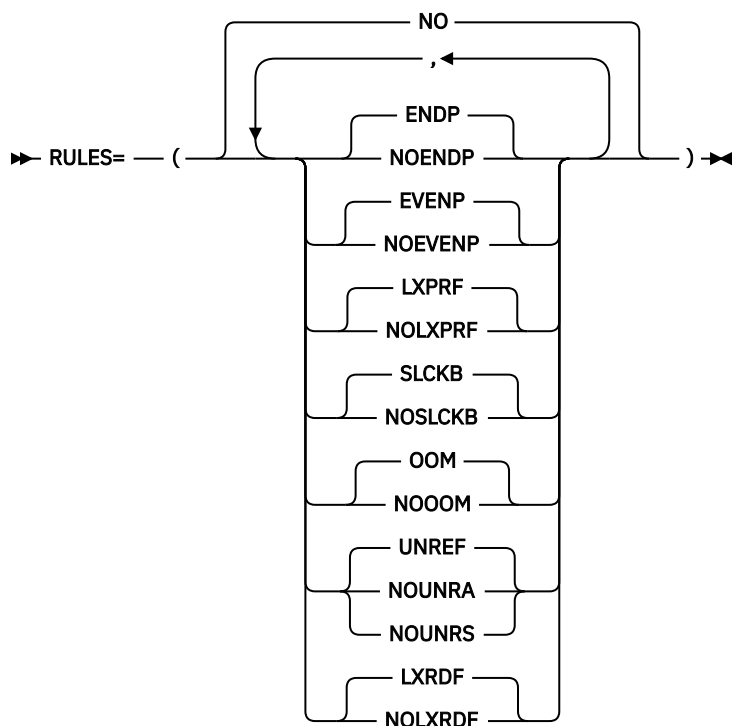 NO
,
ENDP
RULES= ( NOENDP )
EVENP
NOEVENP
LXPRF
NOLXPRF
SLCKB
NOSLCKB
OOM
NOOOM
UNREF
NOUNRA
NOUNRS
LXRDF
NOLXRDF